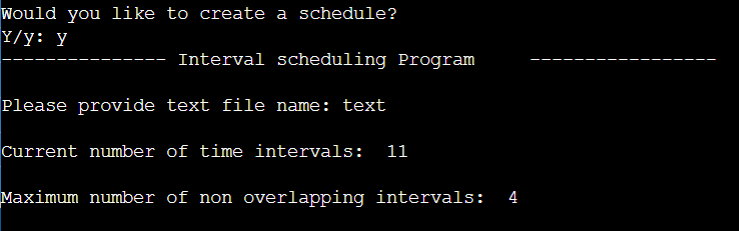 Would you like to create a schedule?
Y/y: y
--------------- Interval scheduling Program     -----------------
Please provide text file name: text
Current number of time intervals:  11
Maximum number of non overlapping intervals:  4